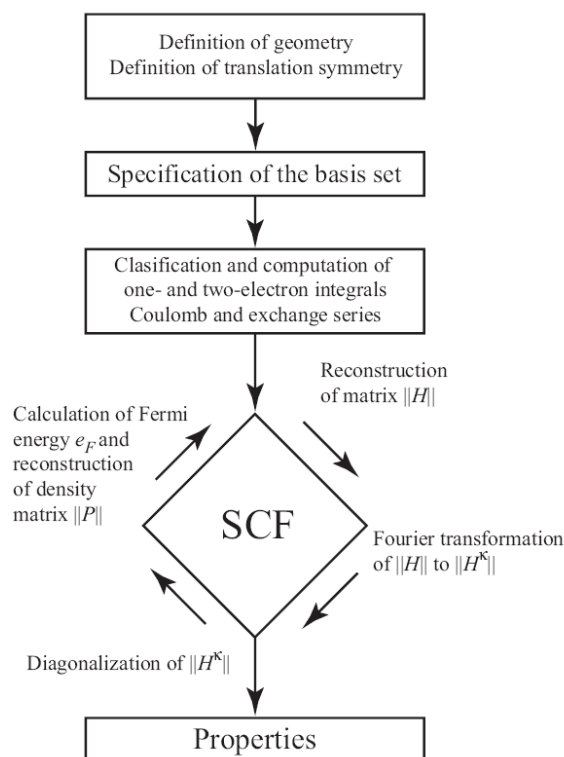 Definition of geometry
Definition of translation symmetry
Specification of the basis set
Clasification and computation of
one- and two-electron integrals
Coulomb and exchange series
Reconstruction
of matrix ||H||
Calculation of Fermi
energy e_F and
reconstruction
of density
matrix ||P||
SCF
Fourier transformation
of ||H|| to ||H^κ||
Diagonalization of ||H^κ||
Properties